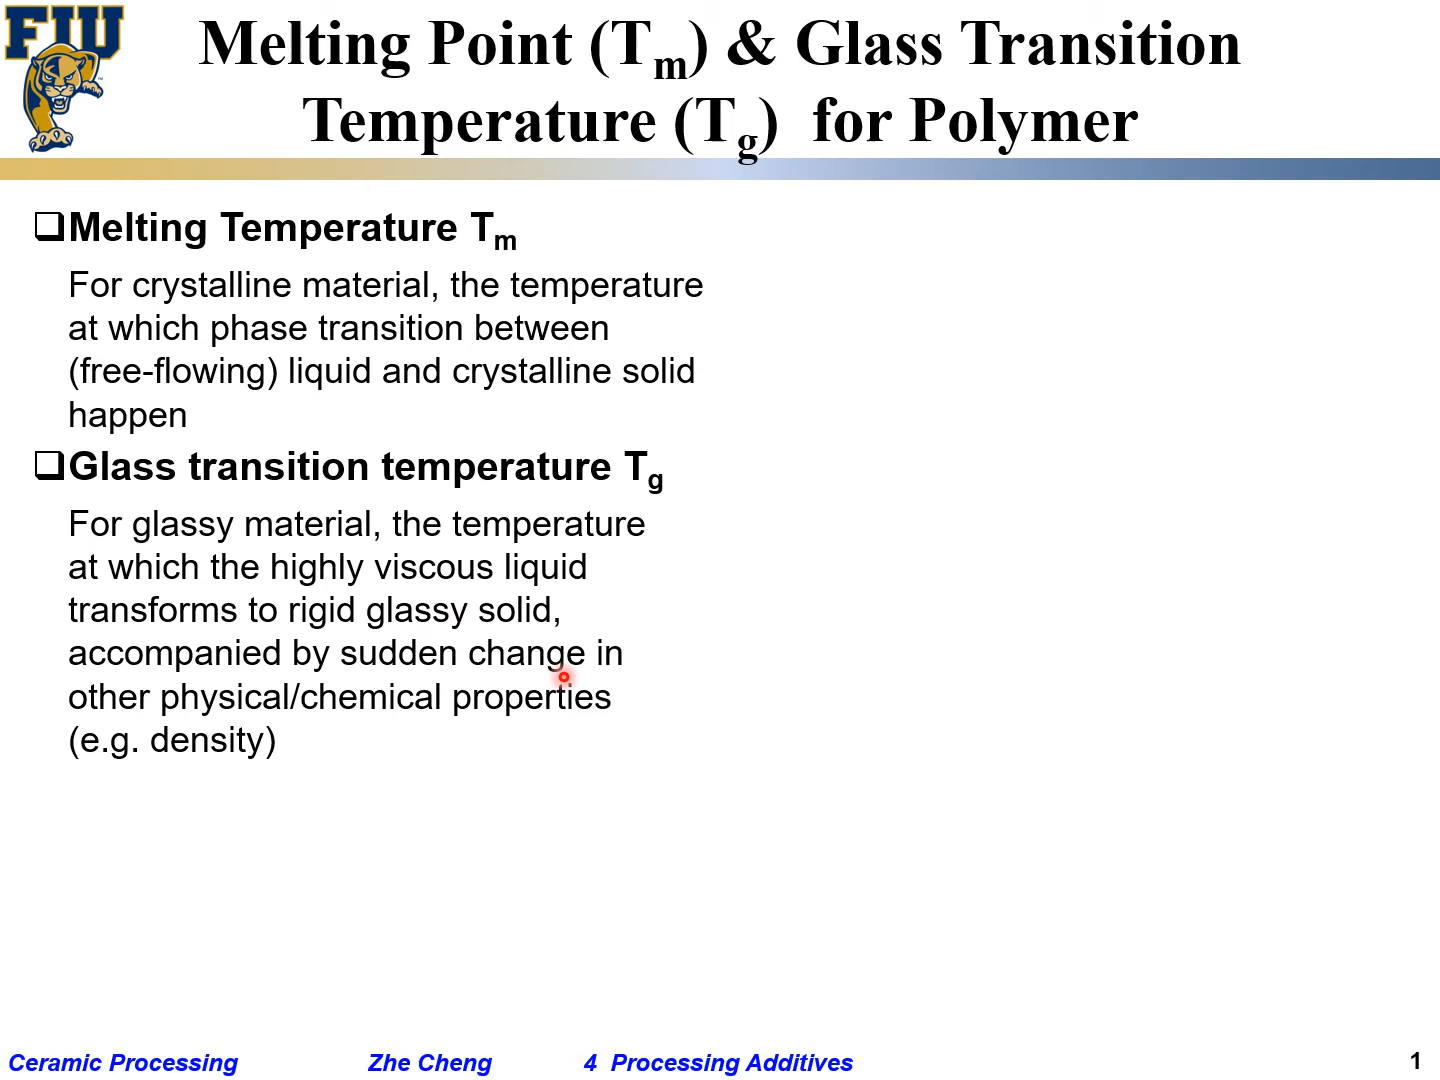 FIU
Melting Point (Tm) & Glass Transition
Temperature (Tg)  for Polymer
❑Melting Temperature Tm
For crystalline material, the temperature
at which phase transition between
(free-flowing) liquid and crystalline solid
happen
❑Glass transition temperature Tg
For glassy material, the temperature
at which the highly viscous liquid
transforms to rigid glassy solid,
accompanied by sudden change in
other physical/chemical properties
(e.g. density)
Ceramic Processing Zhe Cheng 4 Processing Additives 1